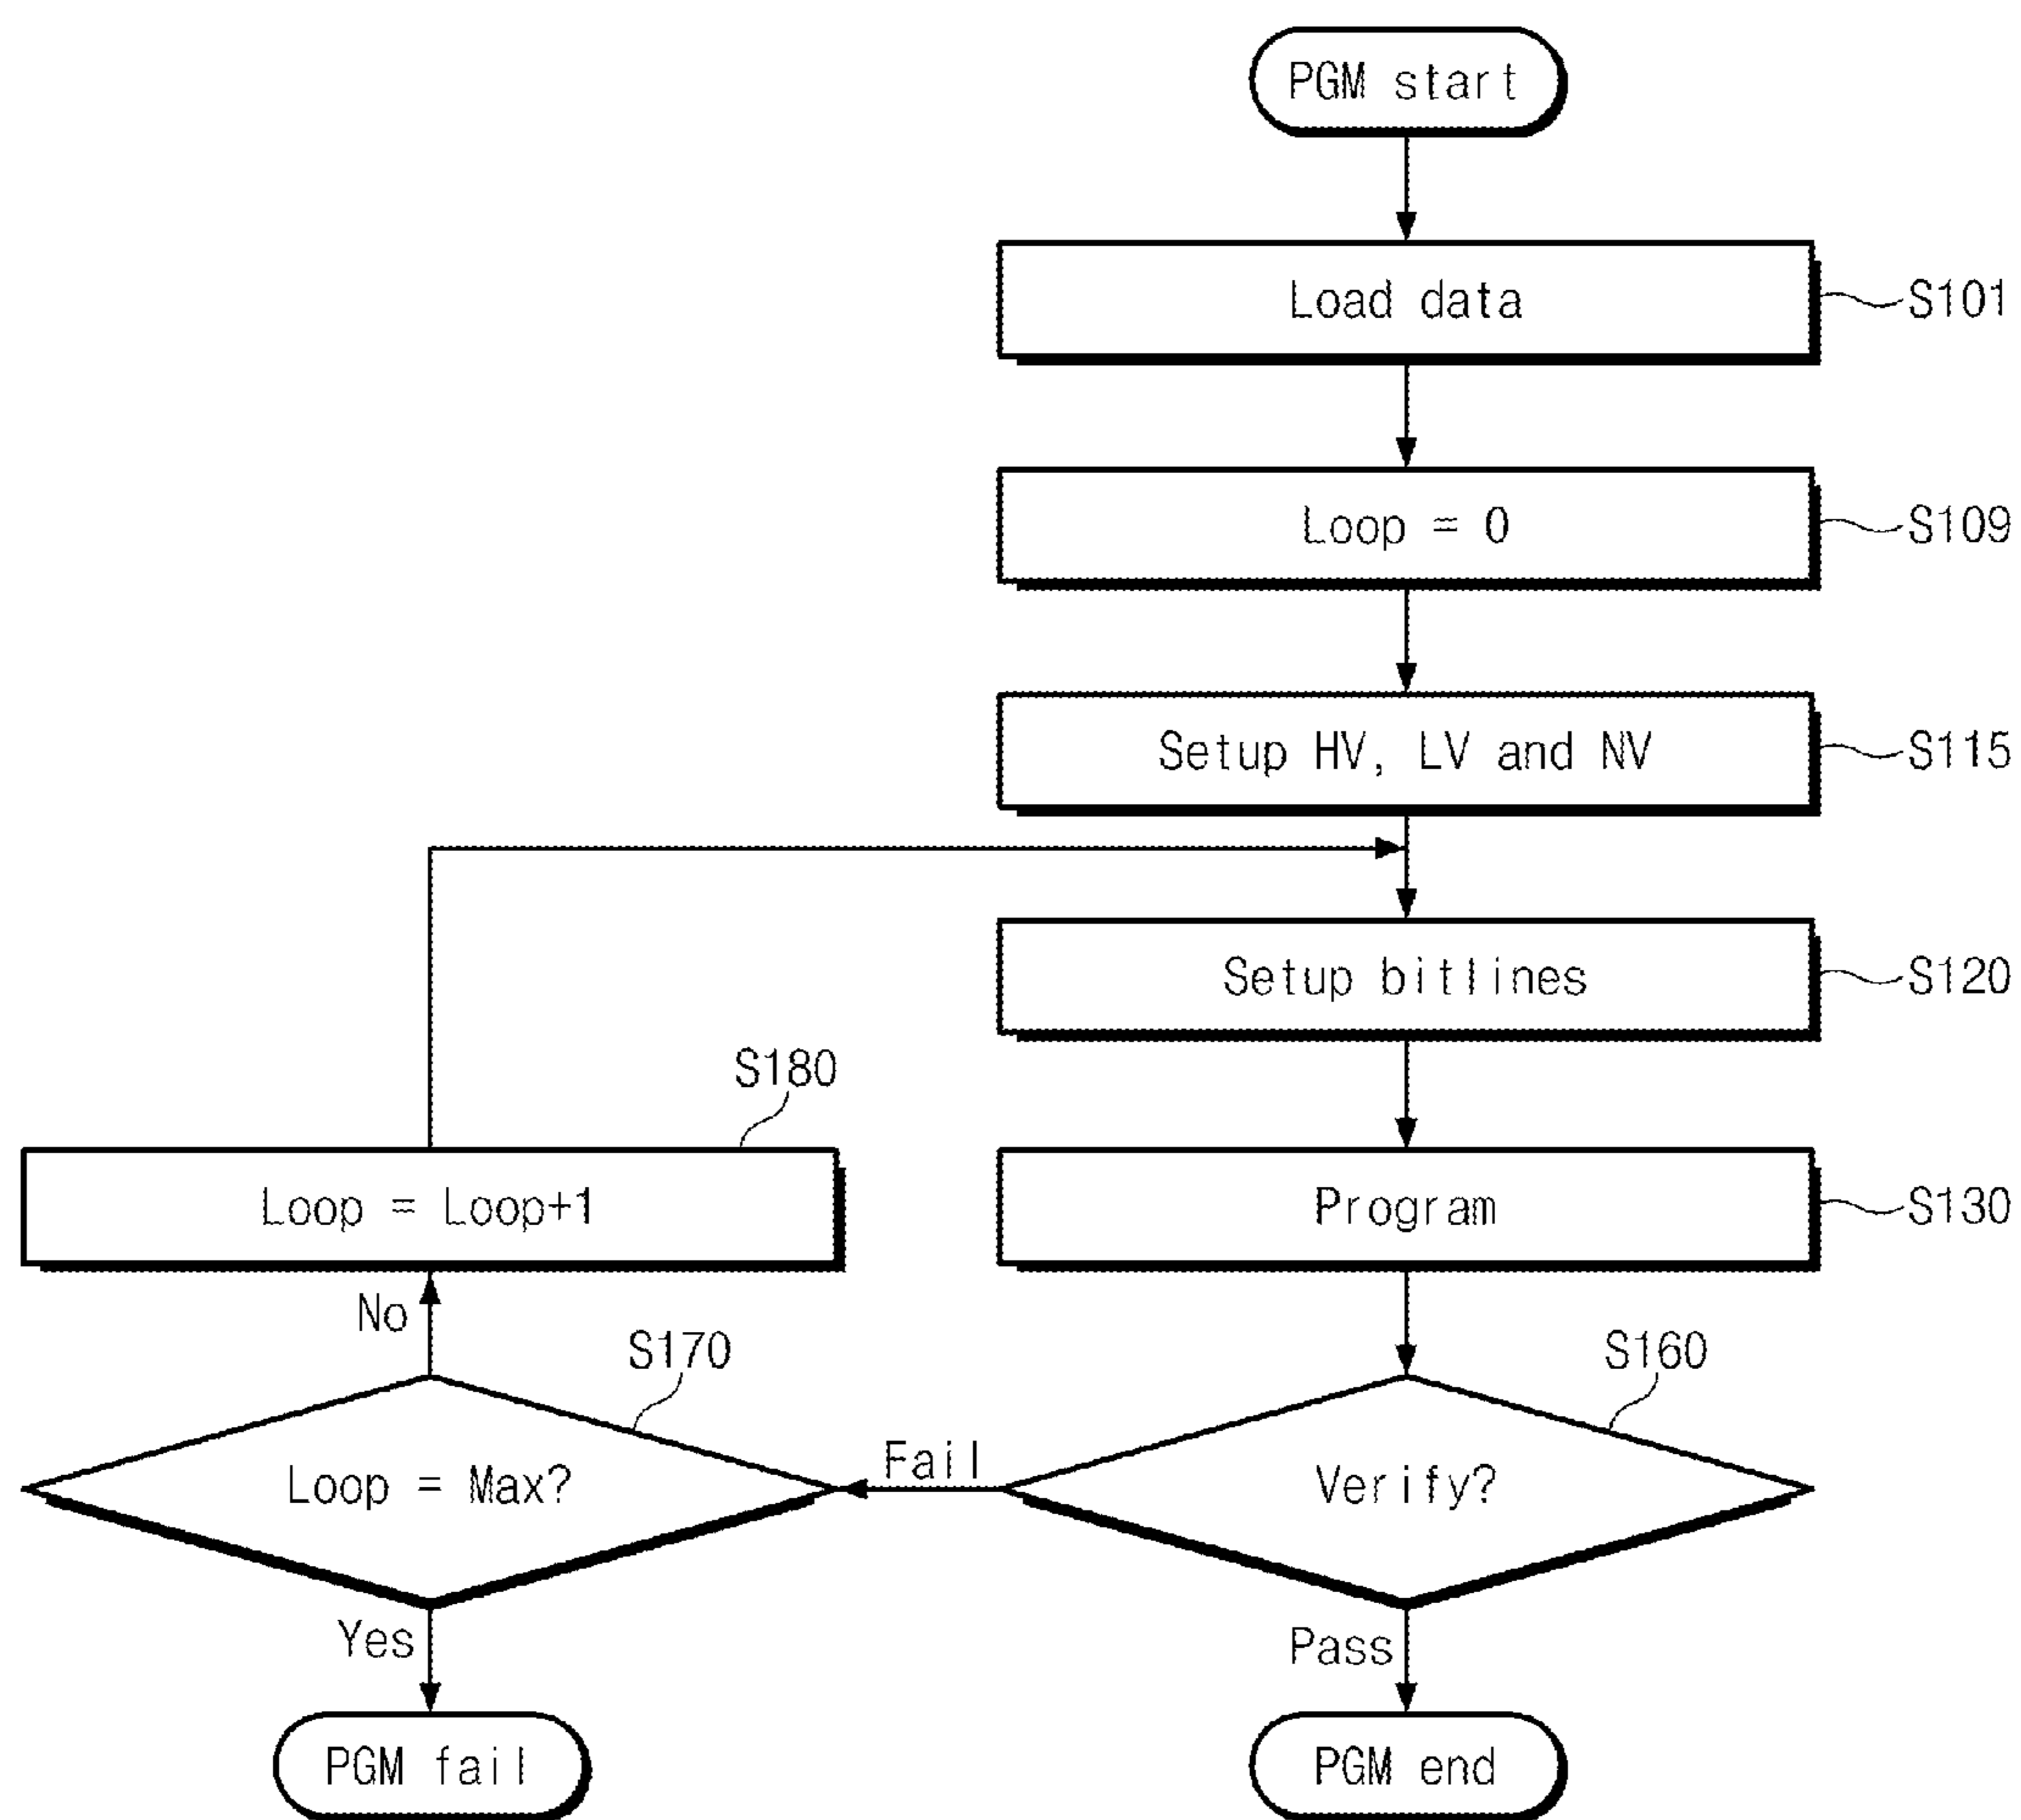 PGM start
Load data
S101
Loop = 0
S109
Setup HV, LV and NV
S115
Setup bitlines
S120
S180
Loop = Loop+1
Program
S130
No
S170
S160
Loop = Max?
Fail
Verify?
Yes
Pass
PGM fail
PGM end